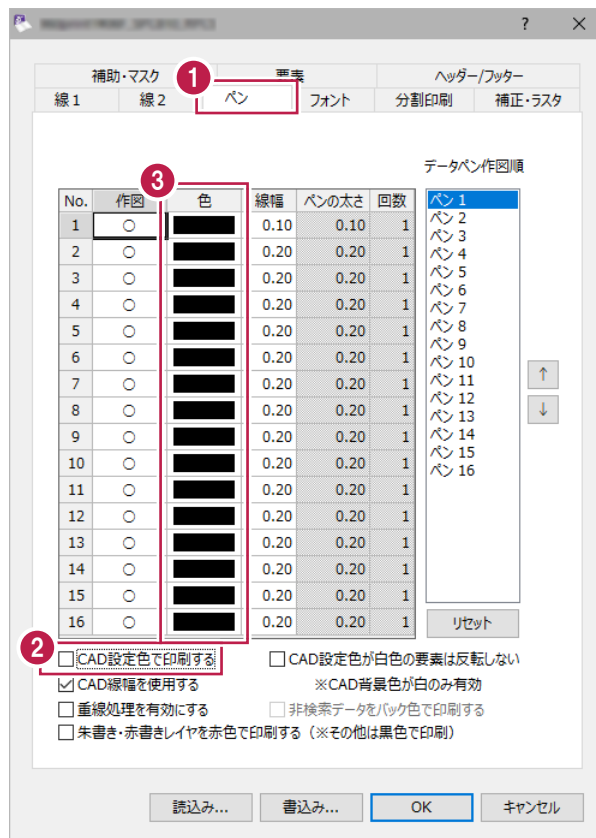 ? ×
補助・マスク 要素 ヘッダー/フッター
1
線1 線2 ペン フォント 分割印刷 補正・ラスタ
データペン作図順
3
No. 作図 色 線幅 ペンの太さ 回数
1 ○ 0.10 0.10 1
2 ○ 0.20 0.20 1
3 ○ 0.20 0.20 1
4 ○ 0.20 0.20 1
5 ○ 0.20 0.20 1
6 ○ 0.20 0.20 1
7 ○ 0.20 0.20 1
8 ○ 0.20 0.20 1
9 ○ 0.20 0.20 1
10 ○ 0.20 0.20 1
11 ○ 0.20 0.20 1
12 ○ 0.20 0.20 1
13 ○ 0.20 0.20 1
14 ○ 0.20 0.20 1
15 ○ 0.20 0.20 1
16 ○ 0.20 0.20 1
ペン 1
ペン 2
ペン 3
ペン 4
ペン 5
ペン 6
ペン 7
ペン 8
ペン 9
ペン 10
ペン 11
ペン 12
ペン 13
ペン 14
ペン 15
ペン 16
↑
↓
リセット
2
CAD設定色で印刷する CAD設定色が白色の要素は反転しない
CAD線幅を使用する ※CAD背景色が白のみ有効
重線処理を有効にする 非検索データをバック色で印刷する
朱書き・赤書きレイヤを赤色で印刷する（※その他は黒色で印刷）
読込み... 書込み... OK キャンセル